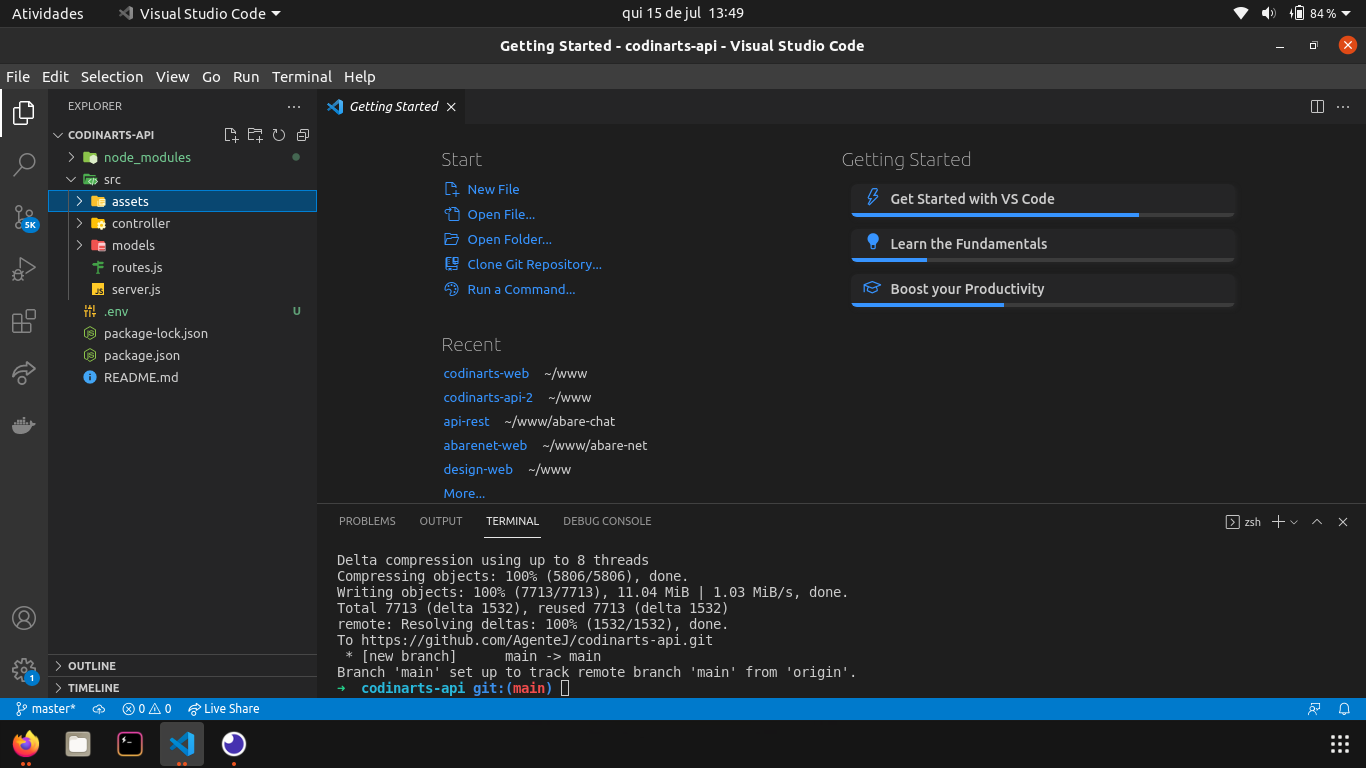 Atividades
Visual Studio Code
qui 15 de jul 13:49
84 %
Getting Started - codinarts-api - Visual Studio Code
File Edit Selection View Go Run Terminal Help
EXPLORER
CODINARTS-API
node_modules
src
assets
controller
models
routes.js
server.js
.env U
package-lock.json
package.json
README.md
OUTLINE
TIMELINE
5K
1
Getting Started
Start
New File
Open File...
Open Folder...
Clone Git Repository...
Run a Command...
Recent
codinarts-web ~/www
codinarts-api-2 ~/www
api-rest ~/www/abare-chat
abarenet-web ~/www/abare-net
design-web ~/www
More...
Getting Started
Get Started with VS Code
Learn the Fundamentals
Boost your Productivity
PROBLEMS OUTPUT TERMINAL DEBUG CONSOLE
zsh
Delta compression using up to 8 threads
Compressing objects: 100% (5806/5806), done.
Writing objects: 100% (7713/7713), 11.04 MiB | 1.03 MiB/s, done.
Total 7713 (delta 1532), reused 7713 (delta 1532)
remote: Resolving deltas: 100% (1532/1532), done.
To https://github.com/AgenteJ/codinarts-api.git
* [new branch] main -> main
Branch 'main' set up to track remote branch 'main' from 'origin'.
➜ codinarts-api git:(main)
master* 0 0 Live Share